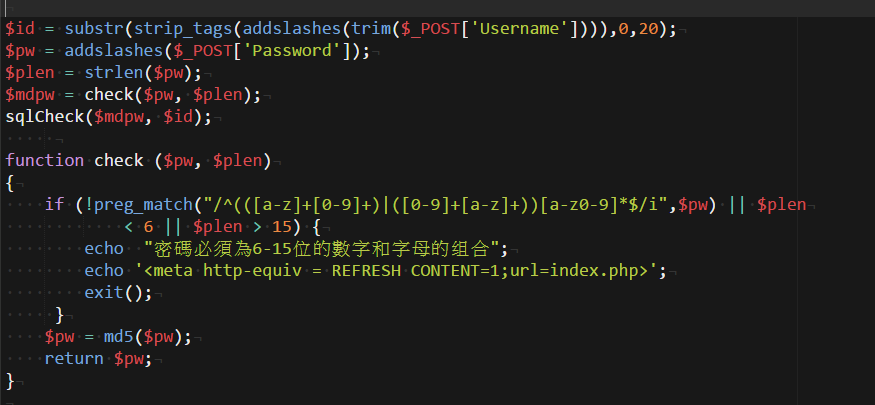 $id = substr(strip_tags(addslashes(trim($_POST['Username']))),0,20);
$pw = addslashes($_POST['Password']);
$plen = strlen($pw);
$mdpw = check($pw, $plen);
sqlCheck($mdpw, $id);
function check ($pw, $plen)
{
if (!preg_match("/^(([a-z]+[0-9]+)|([0-9]+[a-z]+))[a-z0-9]*$/i",$pw) || $plen
< 6 || $plen > 15) {
echo  "密碼必須為6-15位的數字和字母的组合";
echo '<meta http-equiv = REFRESH CONTENT=1;url=index.php>';
exit();
}
$pw = md5($pw);
return $pw;
}